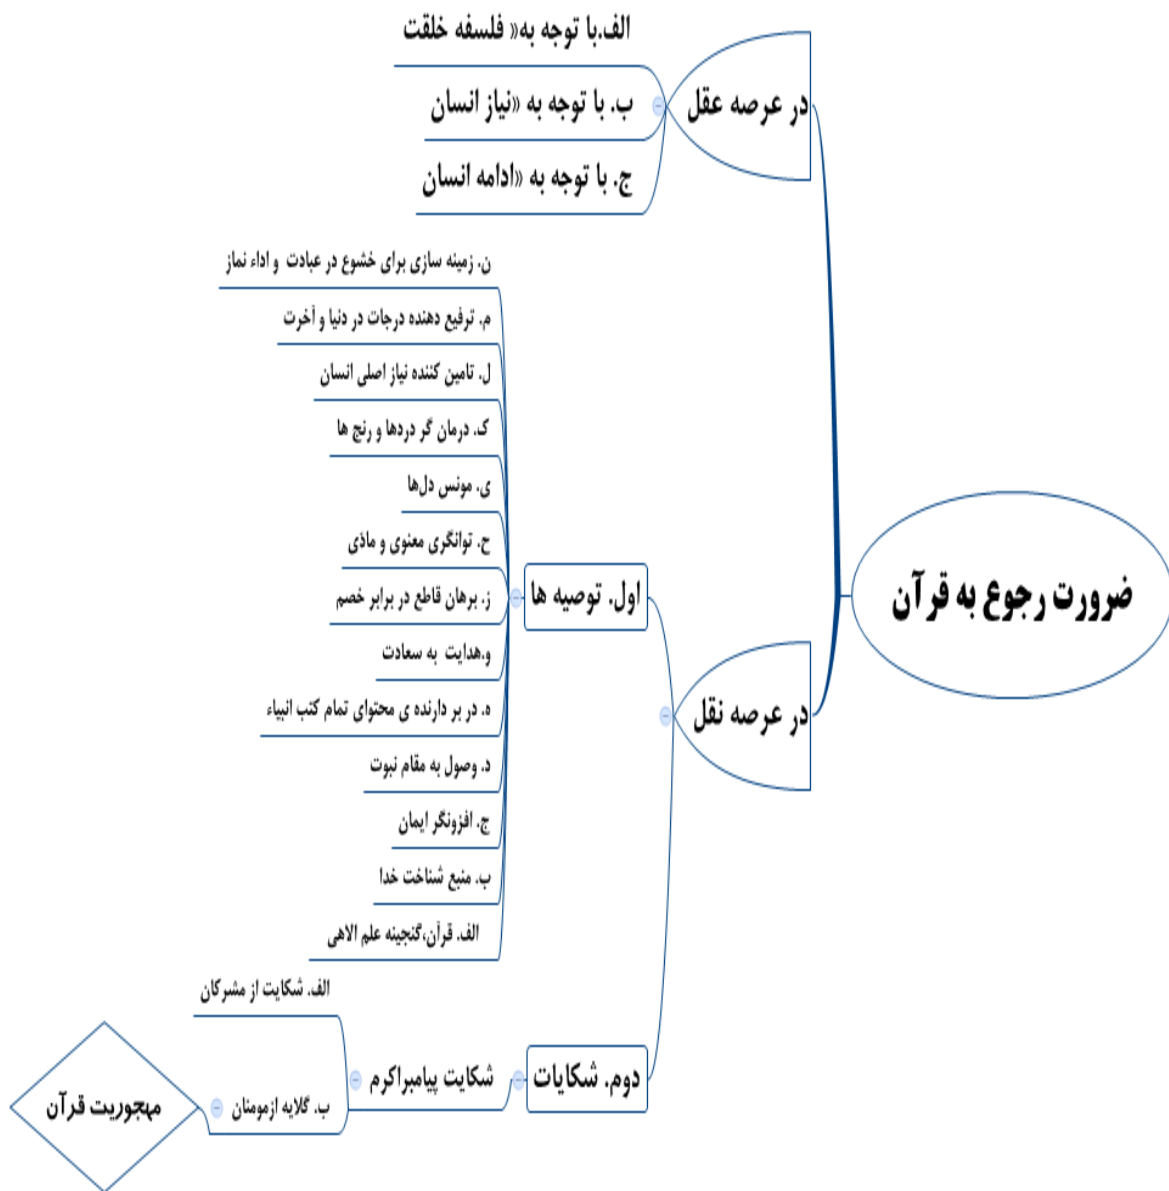 ضرورت رجوع به قرآن
در عرصه عقل
الف.با توجه به« فلسفه خلقت
ب. با توجه به «نیاز انسان
ج. با توجه به «ادامه انسان
در عرصه نقل
اول. توصیه ها
ن. زمینه سازی برای خشوع در عبادت و اداء نماز
م. ترفیع دهنده درجات در دنیا و آخرت
ل. تامین کننده نیاز اصلی انسان
ک. درمان گر دردها و رنج ها
ی. مونس دل‌ها
ح. توانگری معنوی و ماڈی
ز. برهان قاطع در برابر خصم
و.هدایت به سعادت
ه. در بر دارنده ی محتوای تمام کتب انبیاء
د. وصول به مقام نبوت
ج. افزونگر ایمان
ب. منبع شناخت خدا
الف. قرآن،گنجینه علم الاهی
دوم. شکایات
شکایت پیامبراکرم
الف. شکایت از مشرکان
ب. گلایه ازمومنان
مهجوریت قرآن